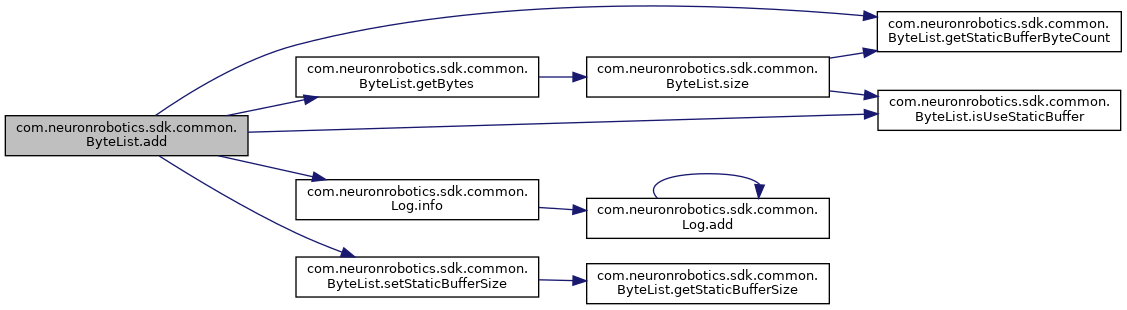 com.neuronrobotics.sdk.common.
ByteList.add
com.neuronrobotics.sdk.common.
ByteList.getBytes
com.neuronrobotics.sdk.common.
Log.info
com.neuronrobotics.sdk.common.
ByteList.setStaticBufferSize
com.neuronrobotics.sdk.common.
ByteList.size
com.neuronrobotics.sdk.common.
Log.add
com.neuronrobotics.sdk.common.
ByteList.getStaticBufferSize
com.neuronrobotics.sdk.common.
ByteList.getStaticBufferByteCount
com.neuronrobotics.sdk.common.
ByteList.isUseStaticBuffer